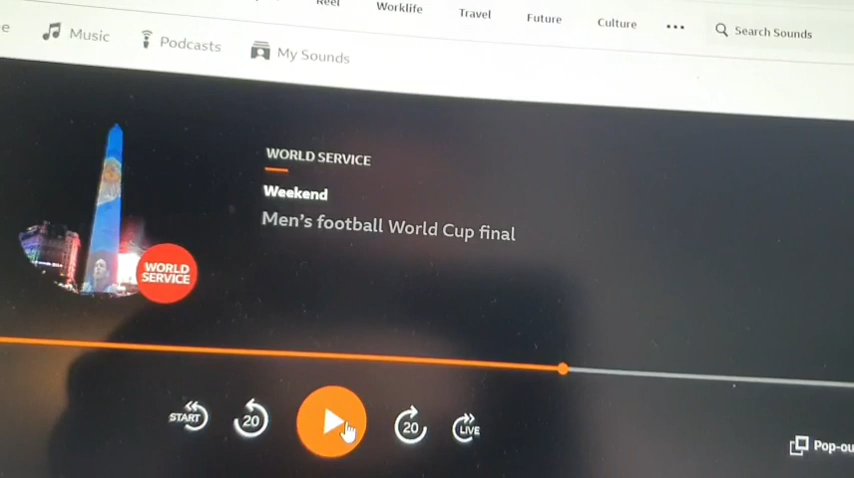 Reel Worklife Travel Future Culture ••• Search Sounds
Music Podcasts My Sounds
WORLD SERVICE
Weekend
Men's football World Cup final
WORLD
SERVICE
START 20 20 LIVE